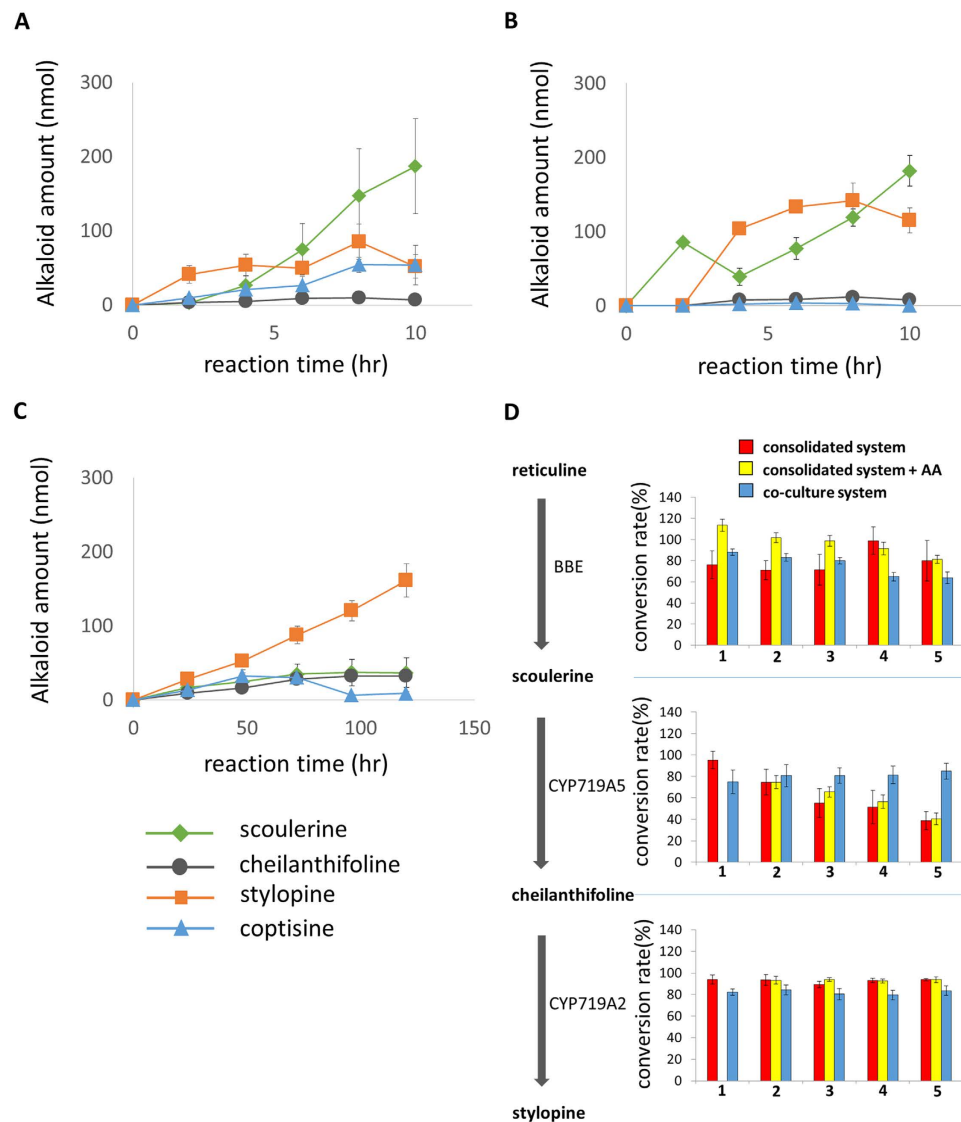 A
B
300
200
100
0
0
5
10
Alkaloid amount (nmol)
reaction time (hr)
300
200
100
0
0
5
10
Alkaloid amount (nmol)
reaction time (hr)
C
D
300
200
100
0
0
50
100
150
Alkaloid amount (nmol)
reaction time (hr)
scoulerine
cheilanthifoline
stylopine
coptisine
reticuline
BBE
scoulerine
CYP719A5
cheilanthifoline
CYP719A2
stylopine
consolidated system
consolidated system + AA
co-culture system
conversion rate(%)
140
120
100
80
60
40
20
0
1 2 3 4 5
conversion rate(%)
140
120
100
80
60
40
20
0
1 2 3 4 5
conversion rate(%)
140
120
100
80
60
40
20
0
1 2 3 4 5